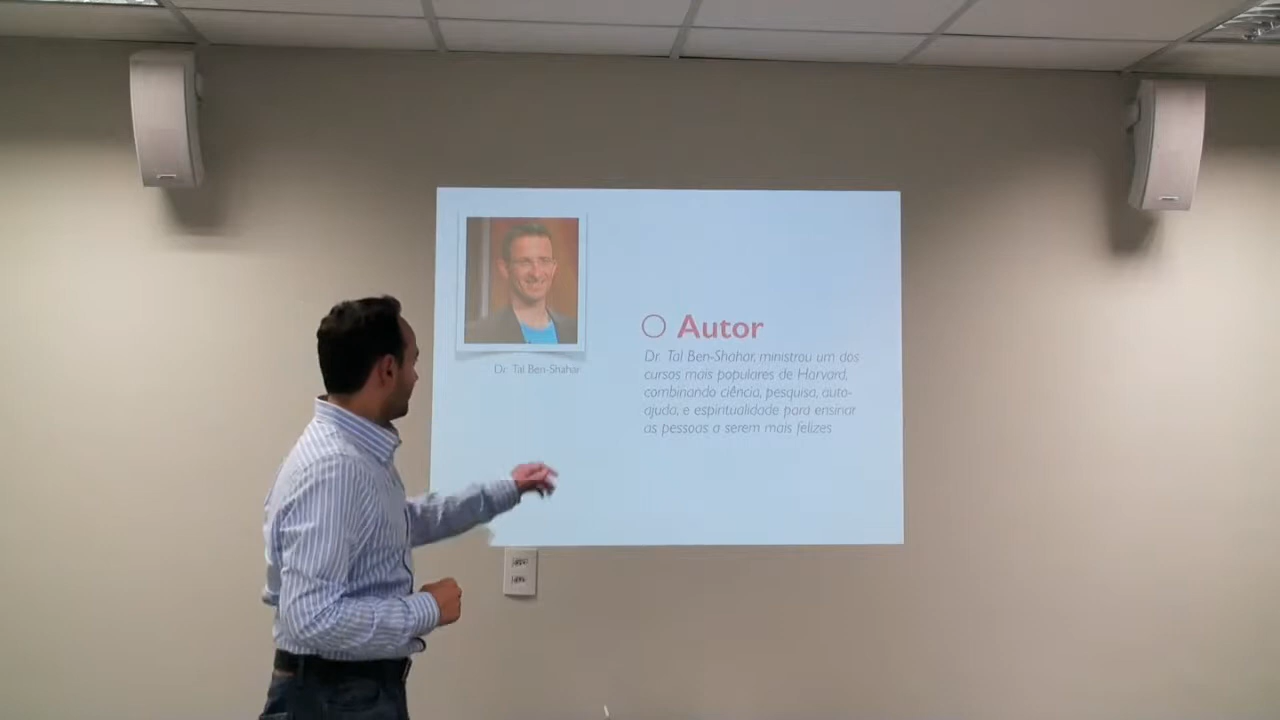 O Autor
Dr. Tal Ben-Shahar, ministrou um dos
cursos mais populares de Harvard,
combinando ciência, pesquisa, auto-
ajuda, e espiritualidade para ensinar
as pessoas a serem mais felizes
Dr. Tal Ben-Shahar